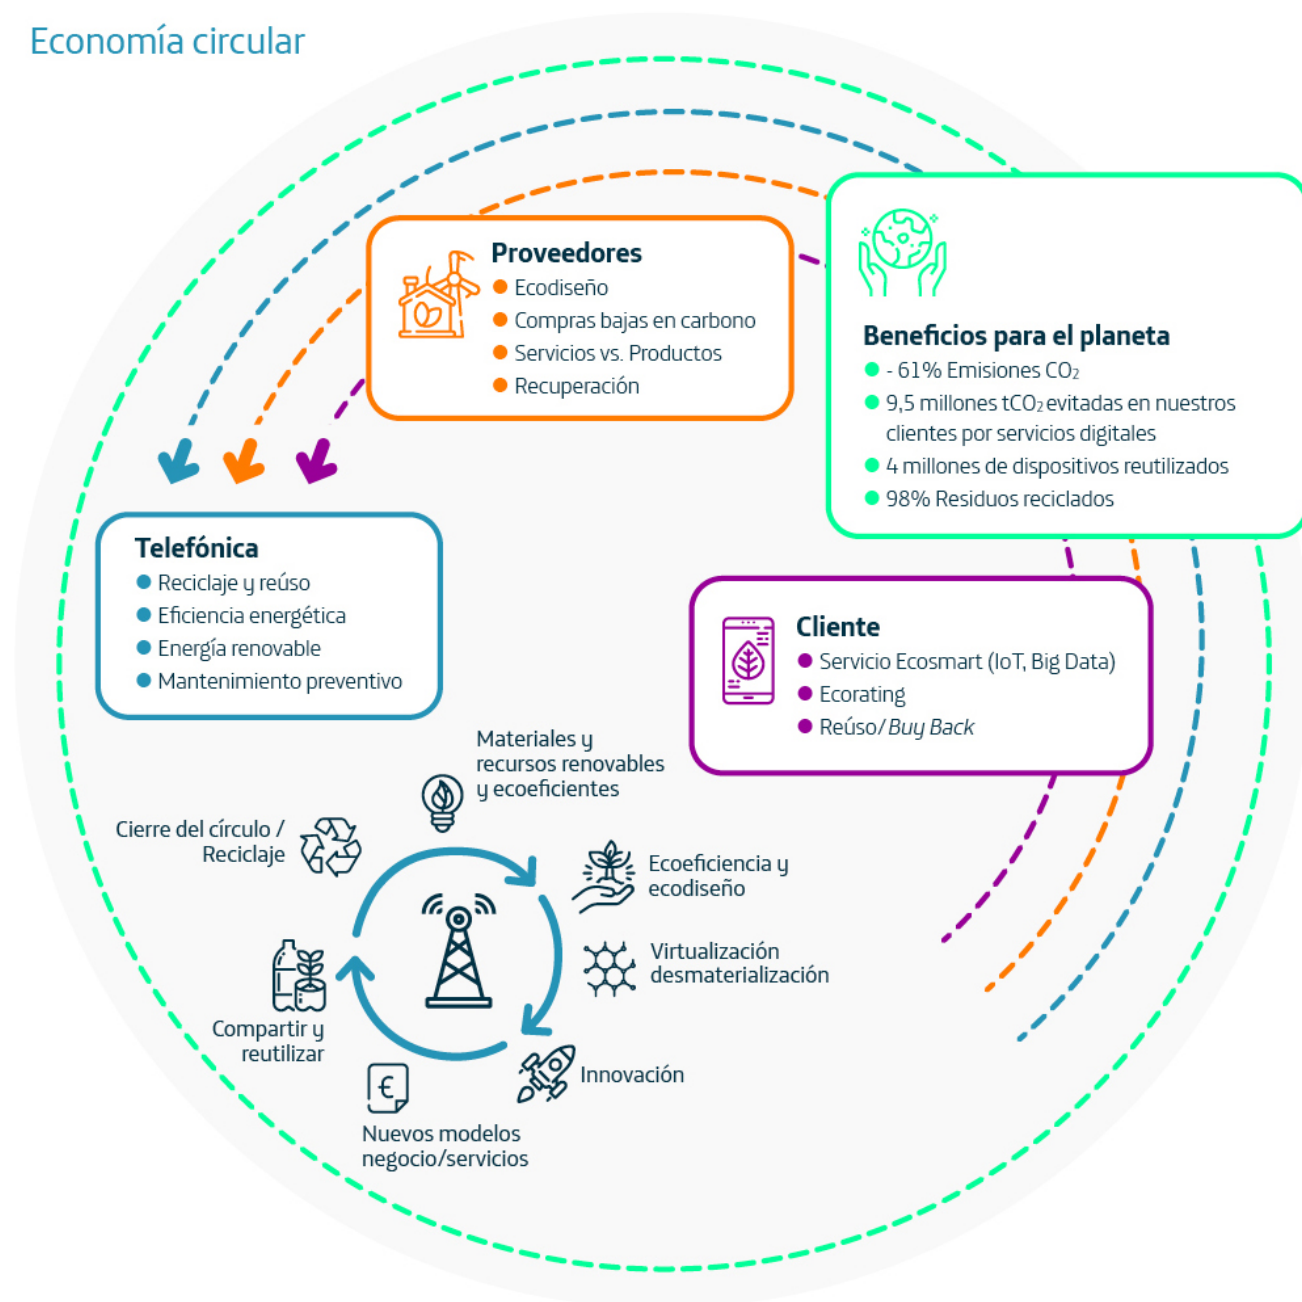 Economía circular
Proveedores
Ecodiseño
Compras bajas en carbono
Servicios vs. Productos
Recuperación
Beneficios para el planeta
- 61% Emisiones CO₂
9,5 millones tCO₂ evitadas en nuestros
clientes por servicios digitales
4 millones de dispositivos reutilizados
98% Residuos reciclados
Telefónica
Reciclaje y reúso
Eficiencia energética
Energía renovable
Mantenimiento preventivo
Cliente
Servicio Ecosmart (IoT, Big Data)
Ecorating
Reúso/Buy Back
Materiales y
recursos renovables
y ecoeficientes
Ecoeficiencia y
ecodiseño
Virtualización
desmaterialización
Innovación
€
Nuevos modelos
negocio/servicios
Compartir y
reutilizar
Cierre del círculo /
Reciclaje